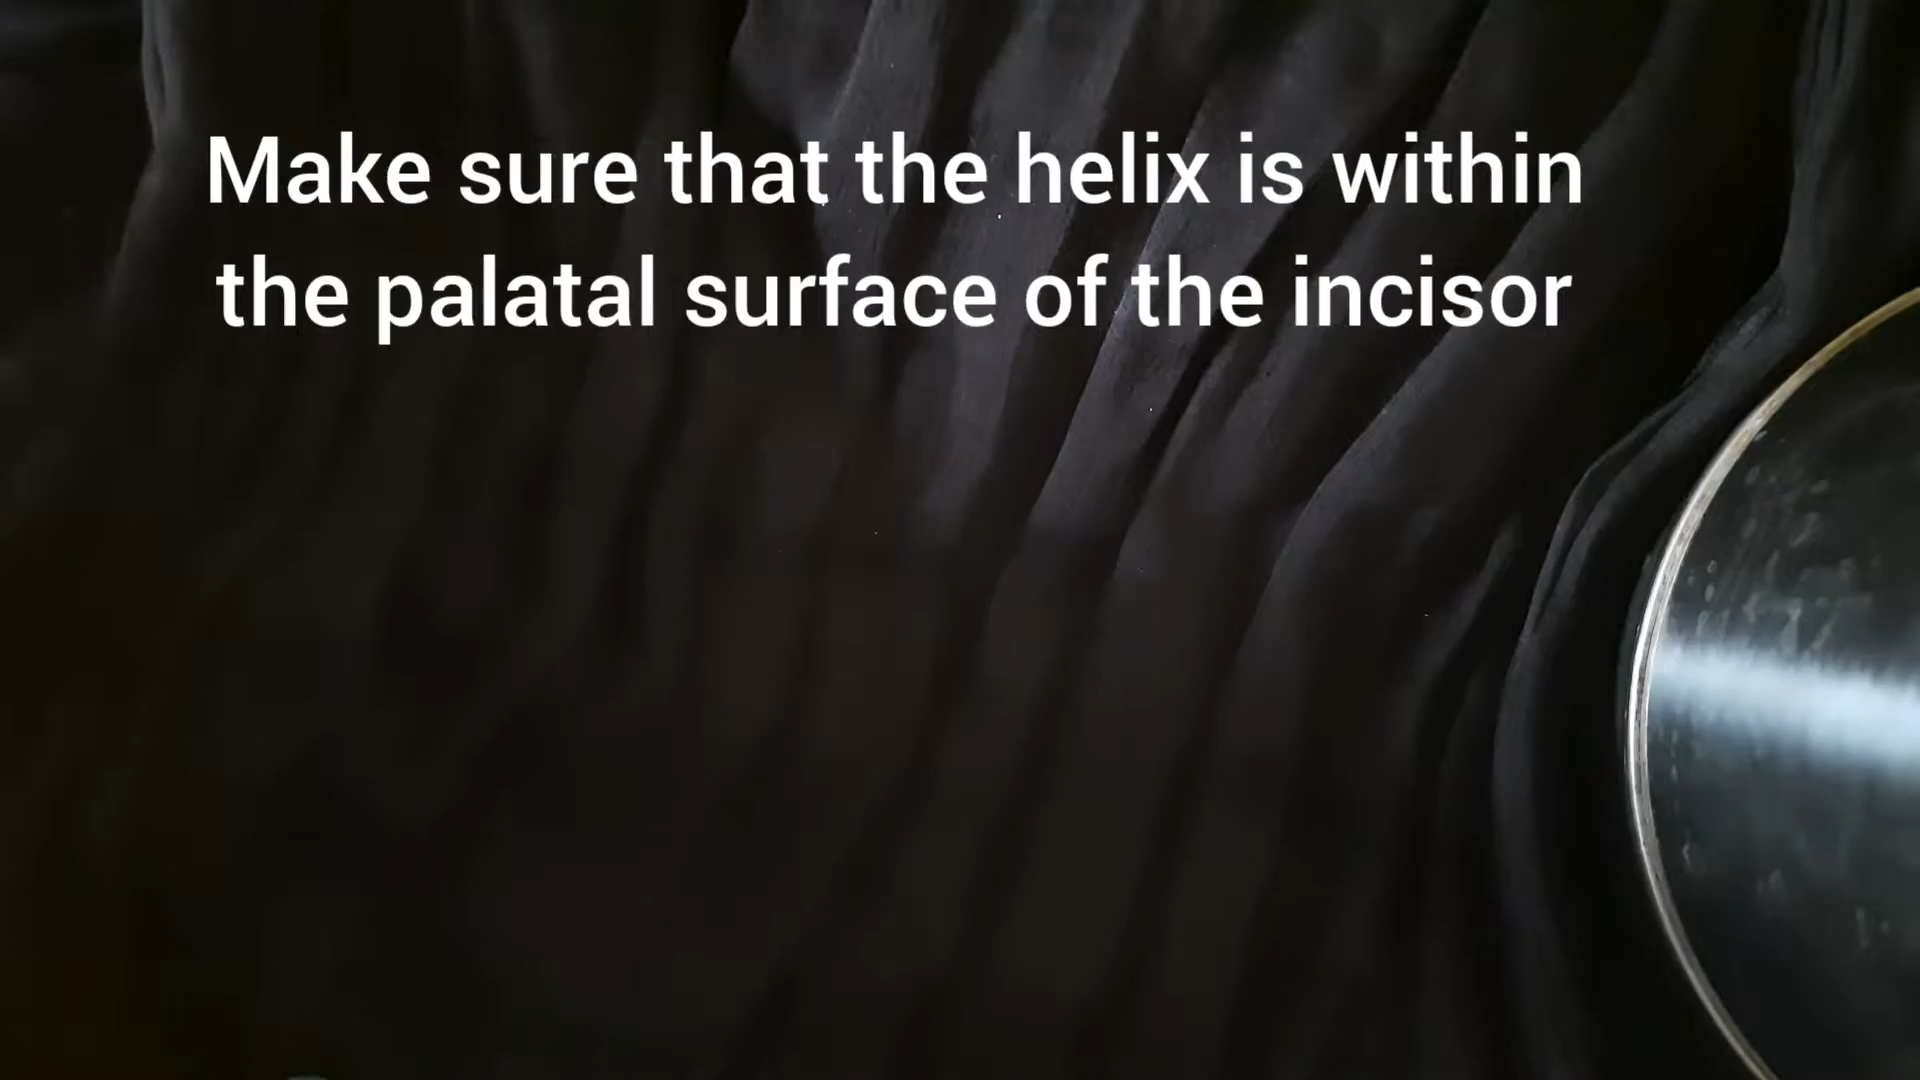 Make sure that the helix is within
the palatal surface of the incisor